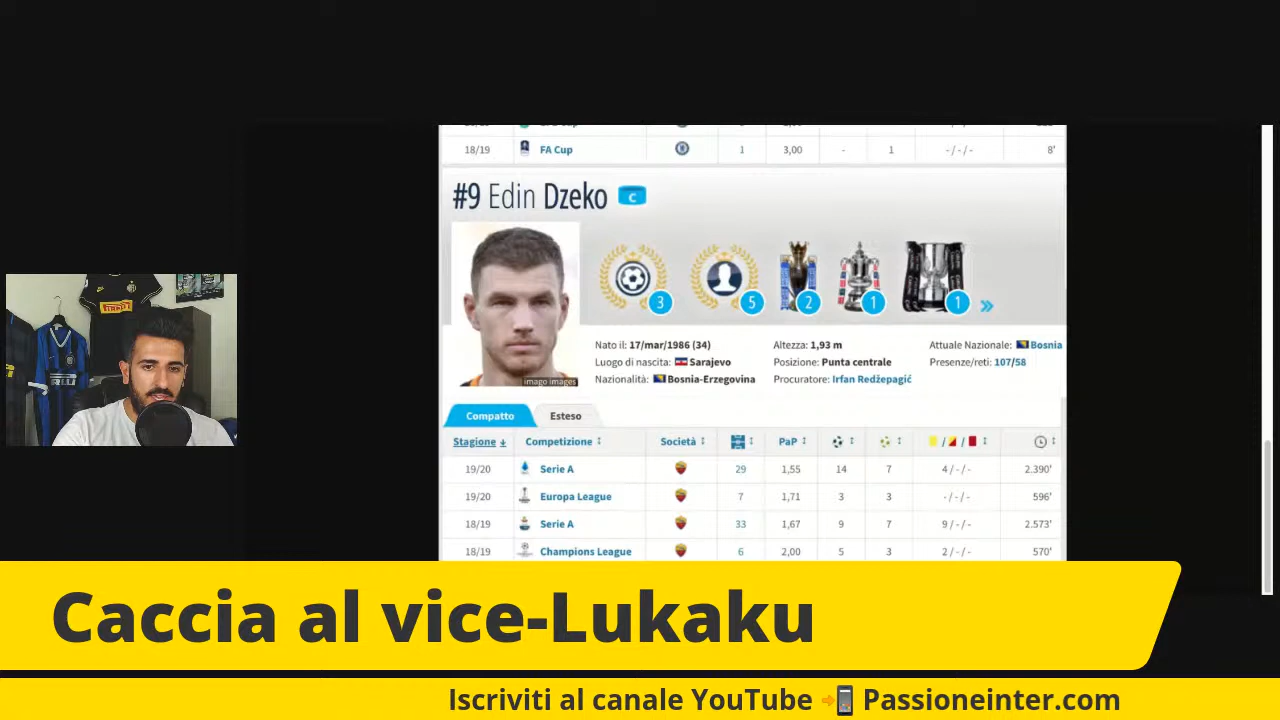 18/19 FA Cup 1 3,00 - 1 - / - / - 8'
#9 Edin Dzeko C
3 5 2 1 1 »
Nato il: 17/mar/1986 (34) Altezza: 1,93 m Attuale Nazionale: Bosnia
Luogo di nascita: Sarajevo Posizione: Punta centrale Presenze/reti: 107/58
Nazionalità: Bosnia-Erzegovina Procuratore: Irfan Redžepagić
imago images
Compatto Esteso
Stagione Competizione Società PaP / /
19/20 Serie A 29 1,55 14 7 4 / - / - 2.390'
19/20 Europa League 7 1,71 3 3 - / - / - 596'
18/19 Serie A 33 1,67 9 7 9 / - / - 2.573'
18/19 Champions League 6 2,00 5 3 2 / - / - 570'
PIRELLI
Caccia al vice-Lukaku
Iscriviti al canale YouTube Passioneinter.com